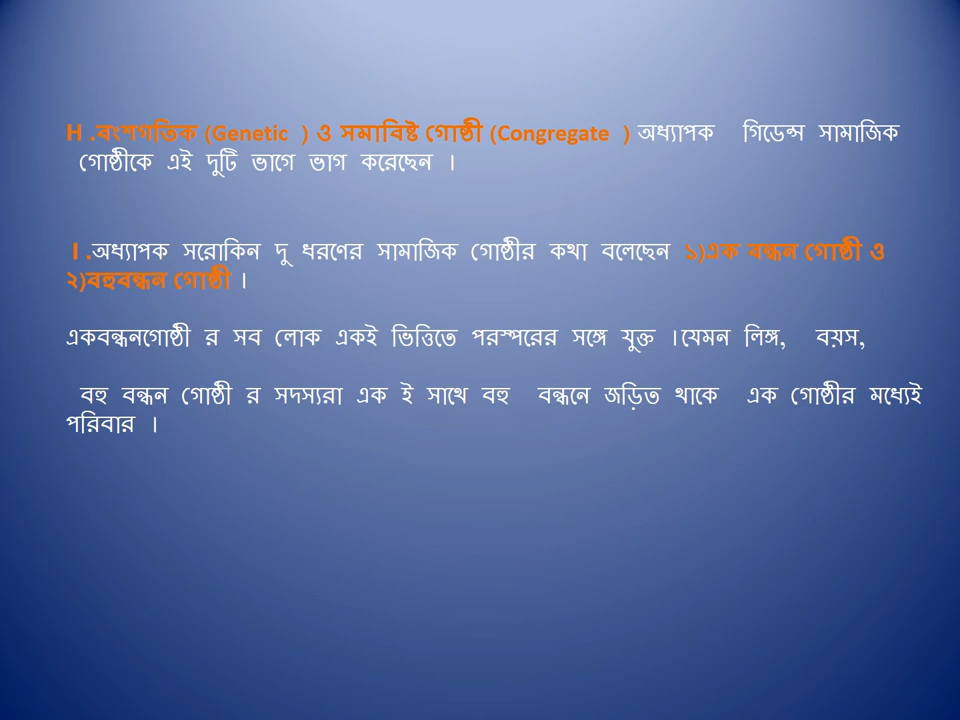 H .বংশগতিক (Genetic ) ও সমাবিষ্ট গোষ্ঠী (Congregate ) অধ্যাপক গিডেন্স সামাজিক
গোষ্ঠীকে এই দুটি ভাগে ভাগ করেছেন ।
I .অধ্যাপক সরোকিন দু ধরণের সামাজিক গোষ্ঠীর কথা বলেছেন ১)এক বন্ধন গোষ্ঠী ও
২)বহুবন্ধন গোষ্ঠী ।
একবন্ধনগোষ্ঠী র সব লোক একই ভিত্তিতে পরস্পরের সঙ্গে যুক্ত ।যেমন লিঙ্গ, বয়স,
বহু বন্ধন গোষ্ঠী র সদস্যরা এক ই সাথে বহু বন্ধনে জড়িত থাকে এক গোষ্ঠীর মধ্যেই
পরিবার ।